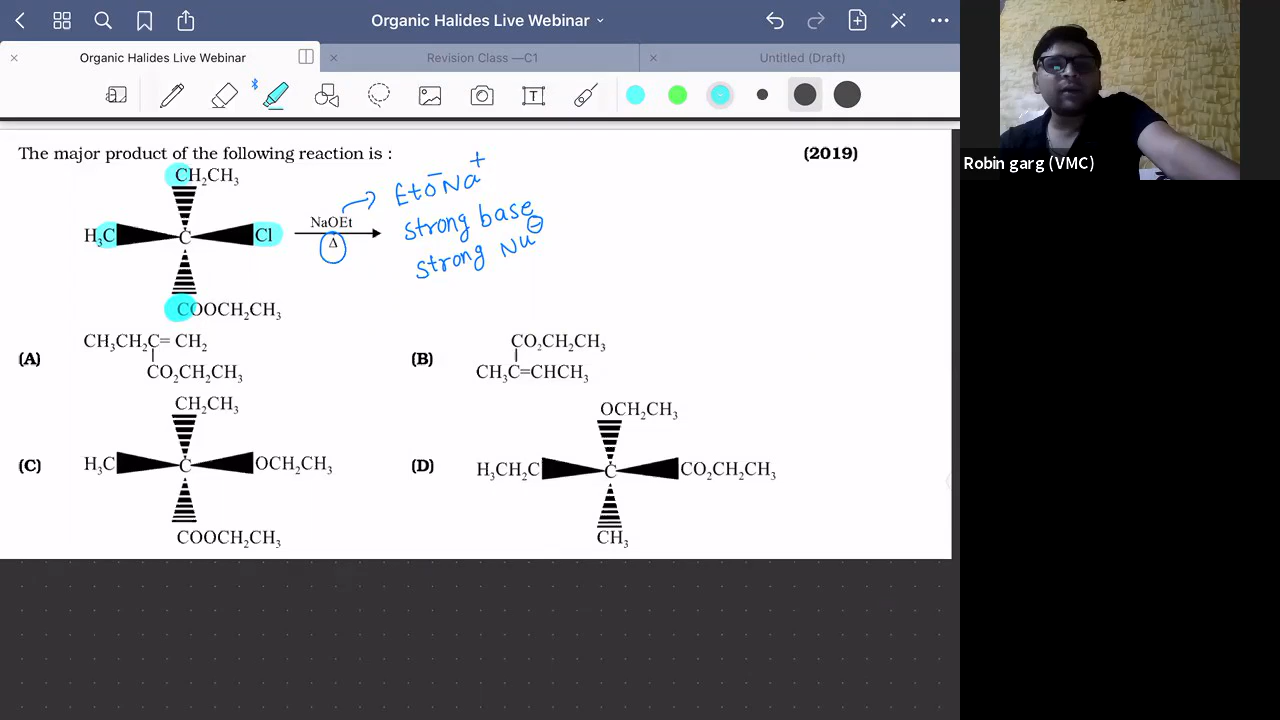 Organic Halides Live Webinar
Organic Halides Live Webinar
Revision Class —C1
Untitled (Draft)
T
Robin garg (VMC)
The major product of the following reaction is :
(2019)
CH₂CH₃
H₃C C Cl
COOCH₂CH₃
NaOEt
Δ
EtO⁻Na⁺
strong base
strong Nu⊖
(A)
CH₃CH₂C=CH₂
CO₂CH₂CH₃
(B)
CO₂CH₂CH₃
CH₃C=CHCH₃
(C)
CH₂CH₃
H₃C C OCH₂CH₃
COOCH₂CH₃
(D)
OCH₂CH₃
H₃CH₂C C CO₂CH₂CH₃
CH₃